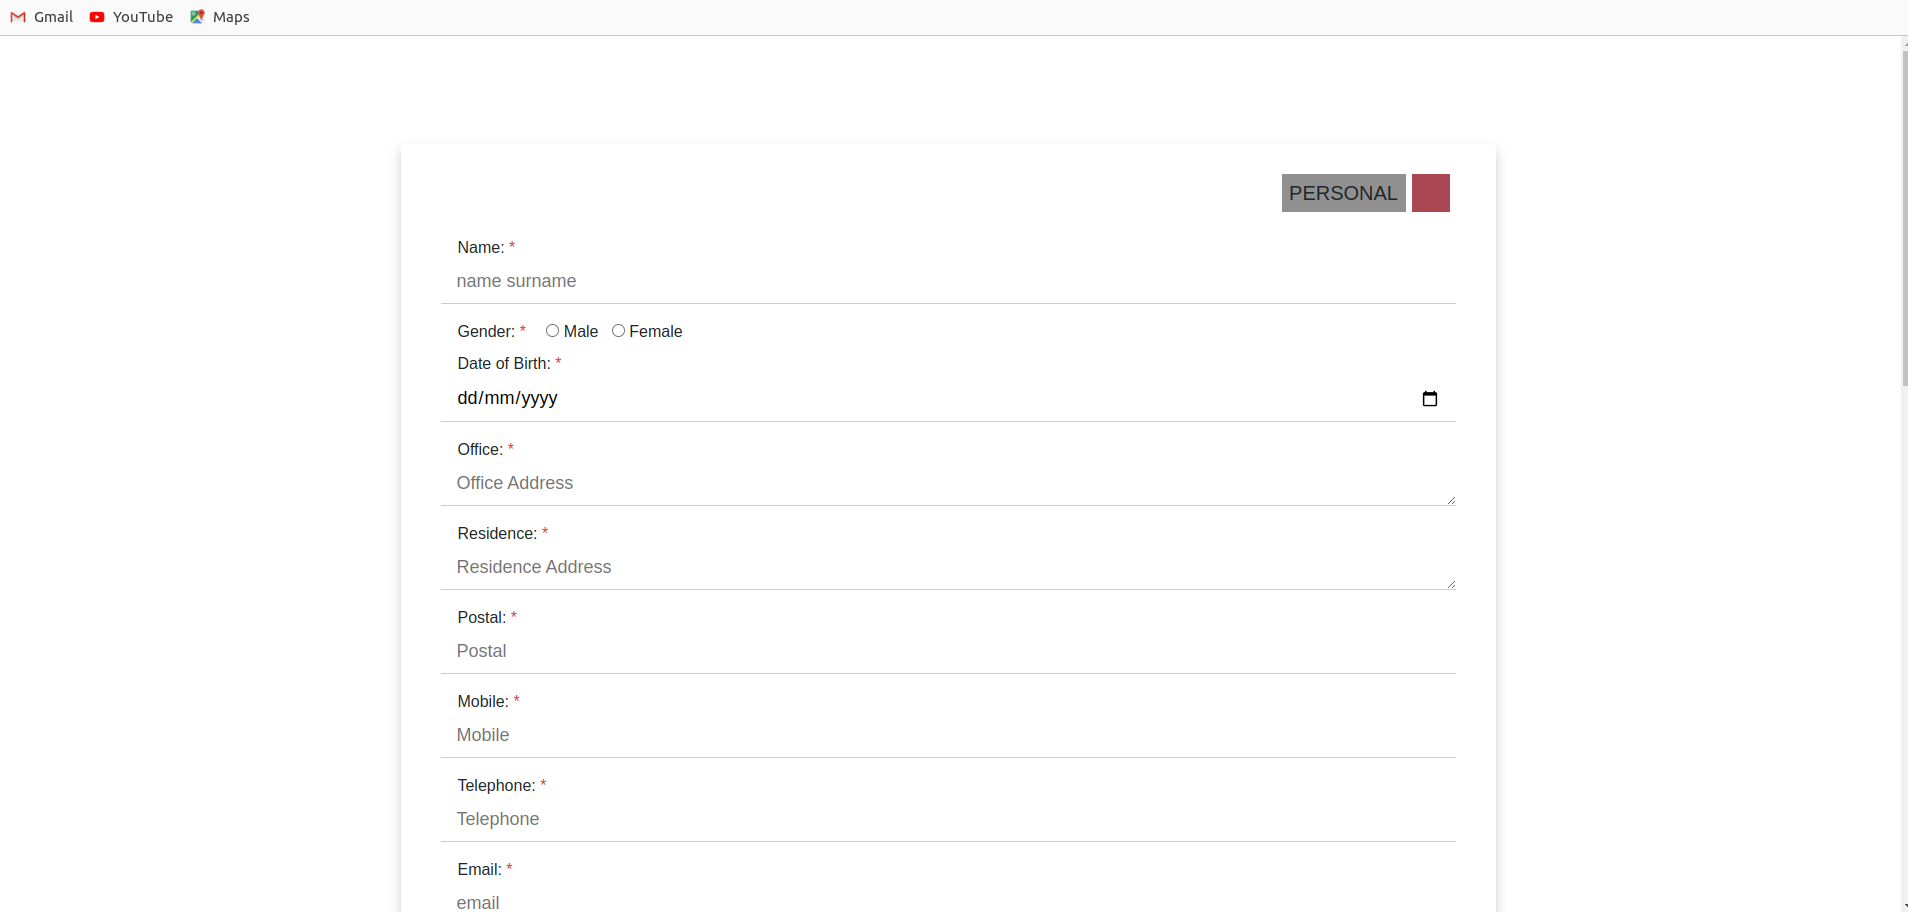 Gmail YouTube Maps
PERSONAL
Name: *
name surname
Gender: * Male Female
Date of Birth: *
dd/mm/yyyy
Office: *
Office Address
Residence: *
Residence Address
Postal: *
Postal
Mobile: *
Mobile
Telephone: *
Telephone
Email: *
email